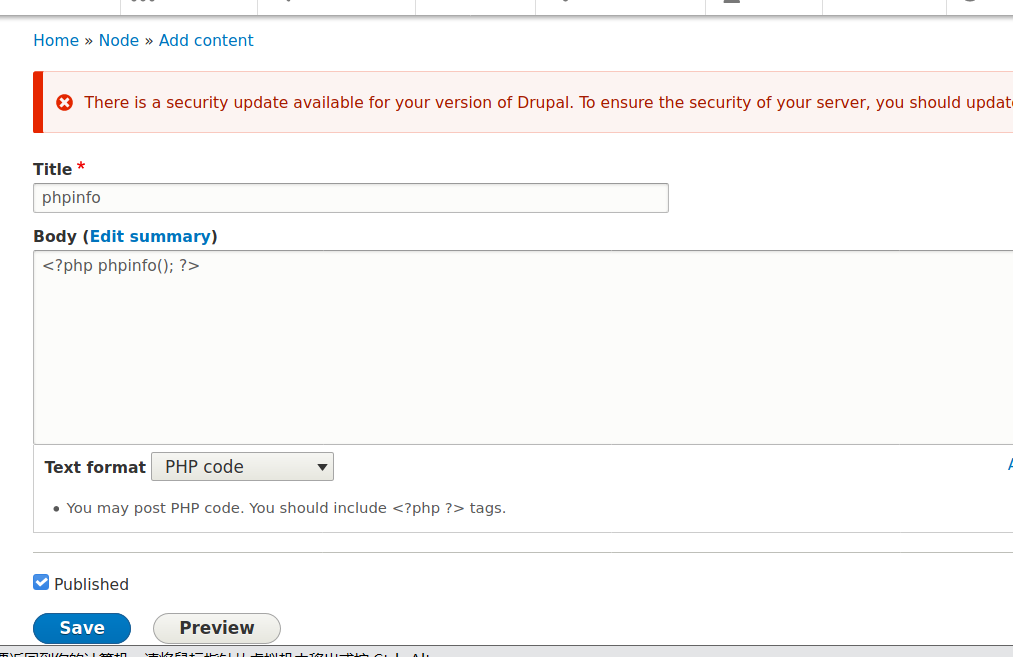 Home » Node » Add content
There is a security update available for your version of Drupal. To ensure the security of your server, you should update
Title *
phpinfo
Body (Edit summary)
<?php phpinfo(); ?>
Text format PHP code
• You may post PHP code. You should include <?php ?> tags.
Published
Save Preview